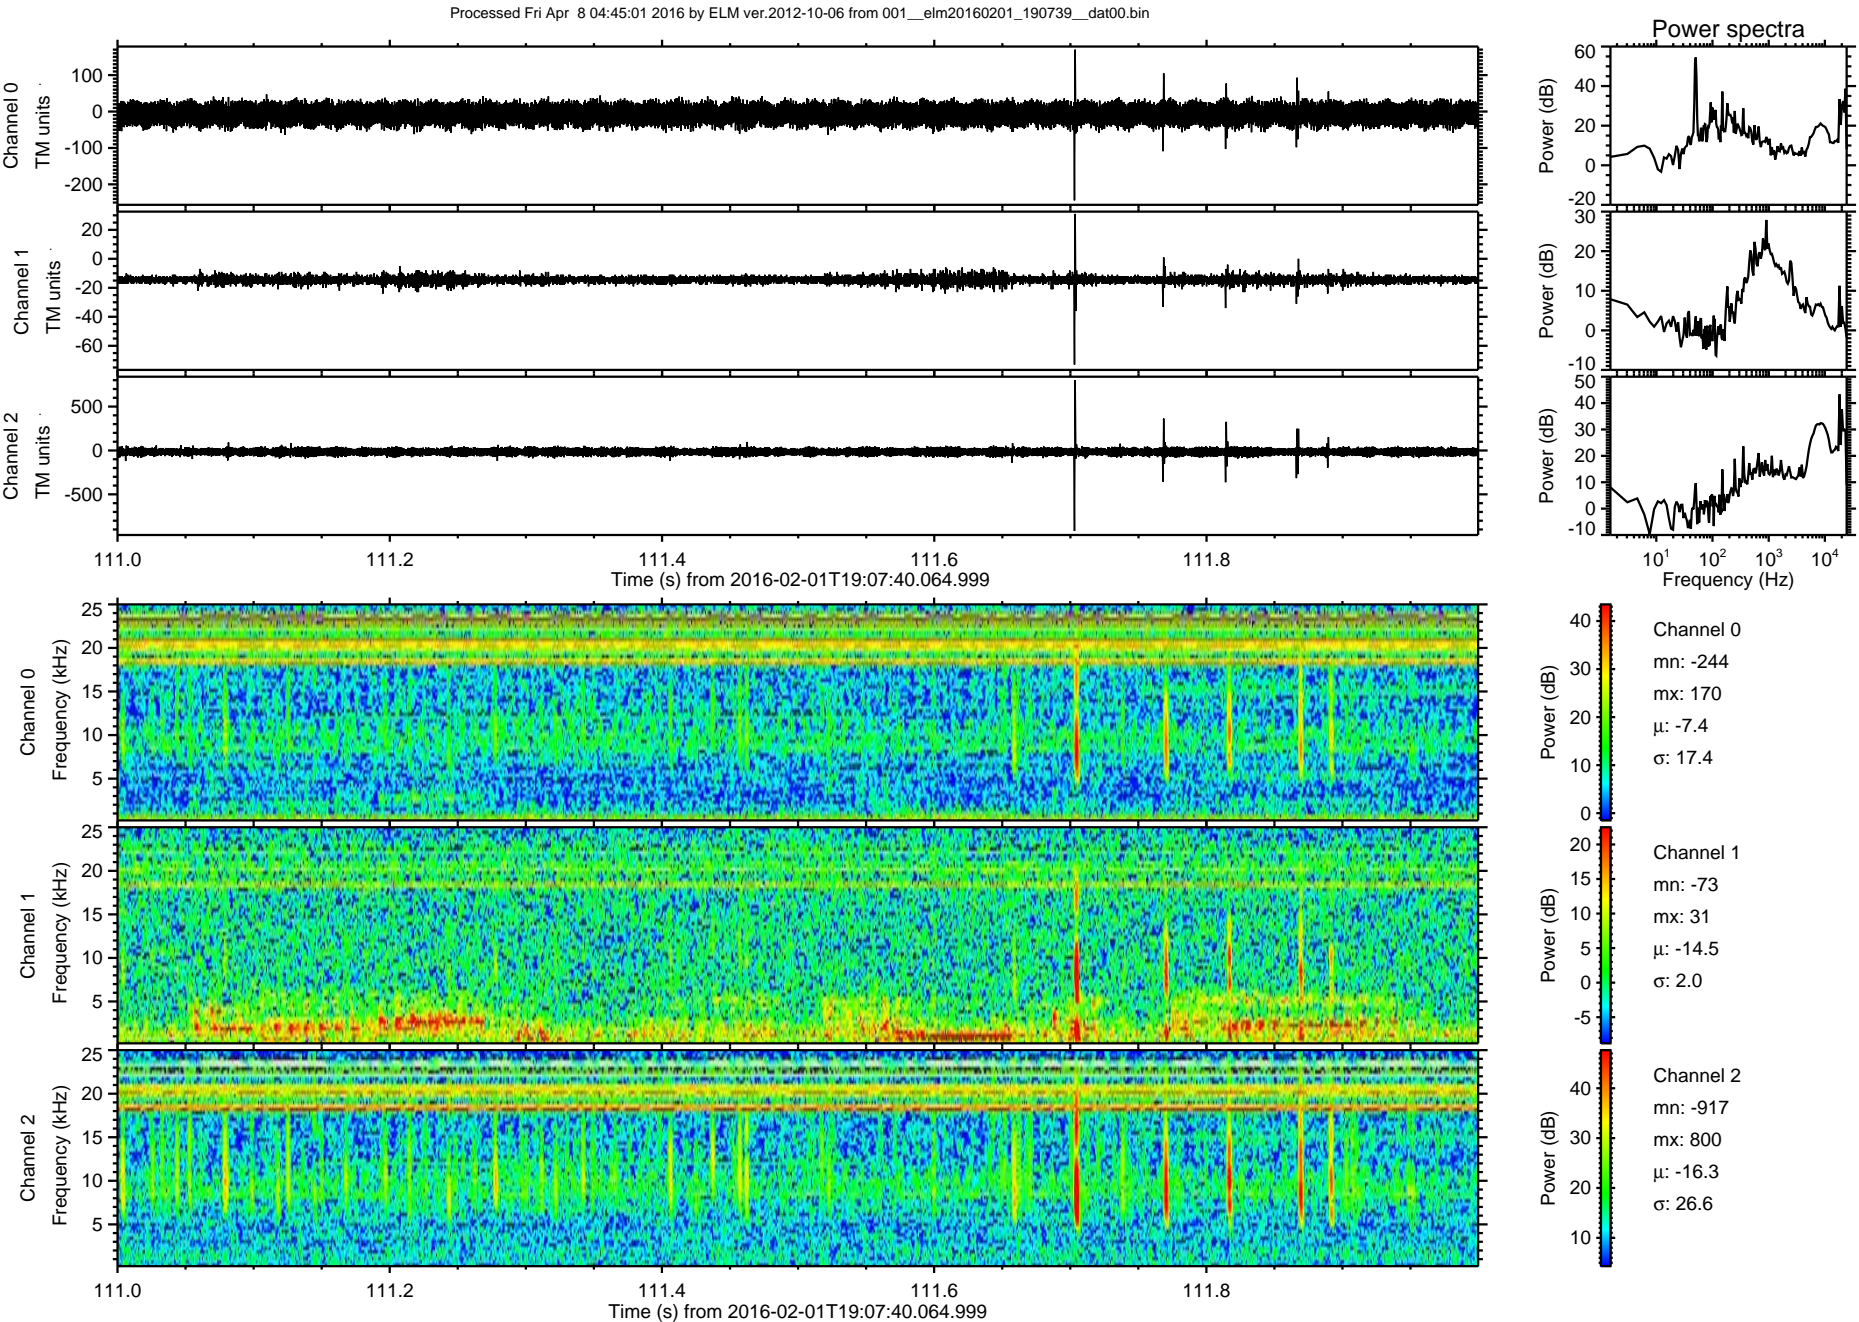 Processed Fri Apr  8 04:45:01 2016 by ELM ver.2012-10-06 from 001__elm20160201_190739__dat00.bin
Power spectra
Channel 0
TM units
100
0
-100
-200
Power (dB)
60
40
20
0
-20
Channel 1
TM units
20
0
-20
-40
-60
Power (dB)
30
20
10
0
-10
Channel 2
TM units
500
0
-500
Power (dB)
50
40
30
20
10
0
-10
111.0 111.2 111.4 111.6 111.8
Time (s) from 2016-02-01T19:07:40.064.999
10¹ 10² 10³ 10⁴
Frequency (Hz)
Channel 0
Frequency (kHz)
25
20
15
10
5
Power (dB)
40
30
20
10
0
Channel 0
mn: -244
mx: 170
μ: -7.4
σ: 17.4
Channel 1
Frequency (kHz)
25
20
15
10
5
Power (dB)
20
15
10
5
0
-5
Channel 1
mn: -73
mx: 31
μ: -14.5
σ: 2.0
Channel 2
Frequency (kHz)
25
20
15
10
5
Power (dB)
40
30
20
10
Channel 2
mn: -917
mx: 800
μ: -16.3
σ: 26.6
111.0 111.2 111.4 111.6 111.8
Time (s) from 2016-02-01T19:07:40.064.999